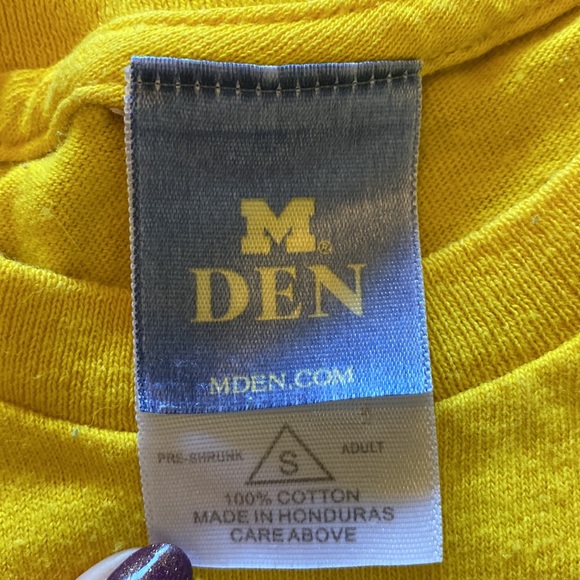 M®
DEN
MDEN.COM
PRE-SHRUNK S ADULT
100% COTTON
MADE IN HONDURAS
CARE ABOVE